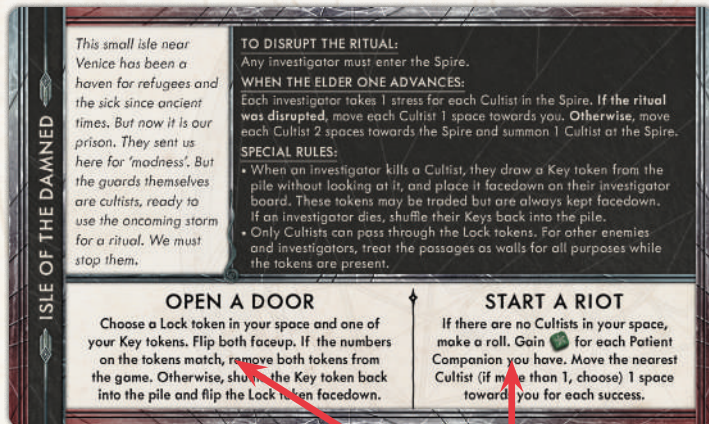 ISLE OF THE DAMNED
This small isle near
Venice has been a
haven for refugees and
the sick since ancient
times. But now it is our
prison. They sent us
here for 'madness'. But
the guards themselves
are cultists, ready to
use the oncoming storm
for a ritual. We must
stop them.
TO DISRUPT THE RITUAL:
Any investigator must enter the Spire.
WHEN THE ELDER ONE ADVANCES:
Each investigator takes 1 stress for each Cultist in the Spire. If the ritual
was disrupted, move each Cultist 1 space towards you. Otherwise, move
each Cultist 2 spaces towards the Spire and summon 1 Cultist at the Spire.
SPECIAL RULES:
• When an investigator kills a Cultist, they draw a Key token from the
pile without looking at it, and place it facedown on their investigator
board. These tokens may be traded but are always kept facedown.
If an investigator dies, shuffle their Keys back into the pile.
• Only Cultists can pass through the Lock tokens. For other enemies
and investigators, treat the passages as walls for all purposes while
the tokens are present.
OPEN A DOOR
Choose a Lock token in your space and one of
your Key tokens. Flip both faceup. If the numbers
on the tokens match, remove both tokens from
the game. Otherwise, shuffle the Key token back
into the pile and flip the Lock token facedown.
START A RIOT
If there are no Cultists in your space,
make a roll. Gain for each Patient
Companion you have. Move the nearest
Cultist (if more than 1, choose) 1 space
towards you for each success.